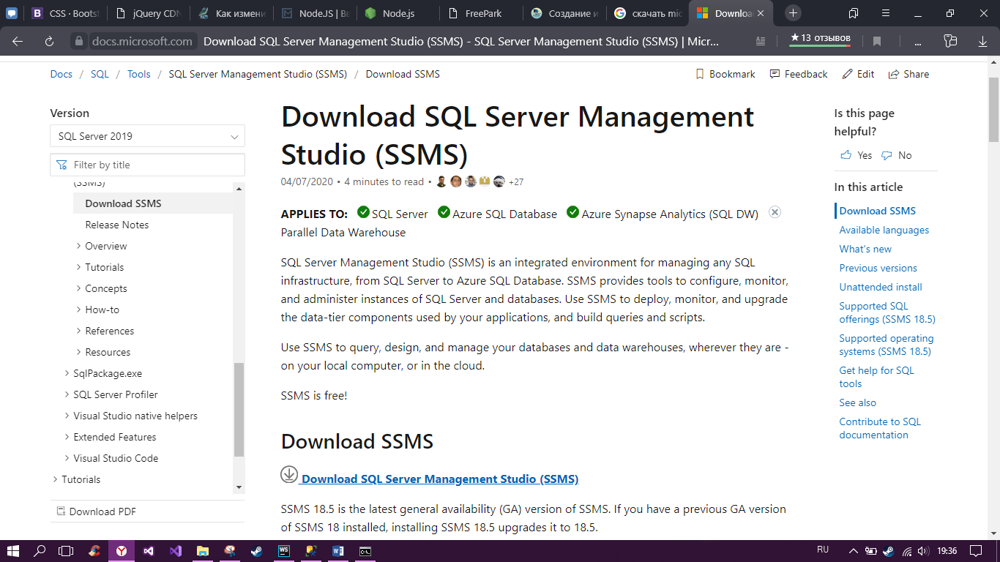 CSS · Bootst
jQuery CDN
Как измени
NodeJS | Ве
Node.js
FreePark
Создание и
скачать mic
Downloa
docs.microsoft.com Download SQL Server Management Studio (SSMS) - SQL Server Management Studio (SSMS) | Micr...
★ 13 отзывов
Docs / SQL / Tools / SQL Server Management Studio (SSMS) / Download SSMS
Bookmark Feedback Edit Share
Version
SQL Server 2019
Filter by title
(SSMS)
Download SSMS
Release Notes
Overview
Tutorials
Concepts
How-to
References
Resources
SqlPackage.exe
SQL Server Profiler
Visual Studio native helpers
Extended Features
Visual Studio Code
Tutorials
Download PDF
Download SQL Server Management
Studio (SSMS)
04/07/2020 • 4 minutes to read • +27
APPLIES TO: SQL Server Azure SQL Database Azure Synapse Analytics (SQL DW)
Parallel Data Warehouse
SQL Server Management Studio (SSMS) is an integrated environment for managing any SQL
infrastructure, from SQL Server to Azure SQL Database. SSMS provides tools to configure, monitor,
and administer instances of SQL Server and databases. Use SSMS to deploy, monitor, and upgrade
the data-tier components used by your applications, and build queries and scripts.
Use SSMS to query, design, and manage your databases and data warehouses, wherever they are -
on your local computer, or in the cloud.
SSMS is free!
Download SSMS
Download SQL Server Management Studio (SSMS)
SSMS 18.5 is the latest general availability (GA) version of SSMS. If you have a previous GA version
of SSMS 18 installed, installing SSMS 18.5 upgrades it to 18.5.
Is this page
helpful?
Yes No
In this article
Download SSMS
Available languages
What's new
Previous versions
Unattended install
Supported SQL
offerings (SSMS 18.5)
Supported operating
systems (SSMS 18.5)
Get help for SQL
tools
See also
Contribute to SQL
documentation
RU
19:36